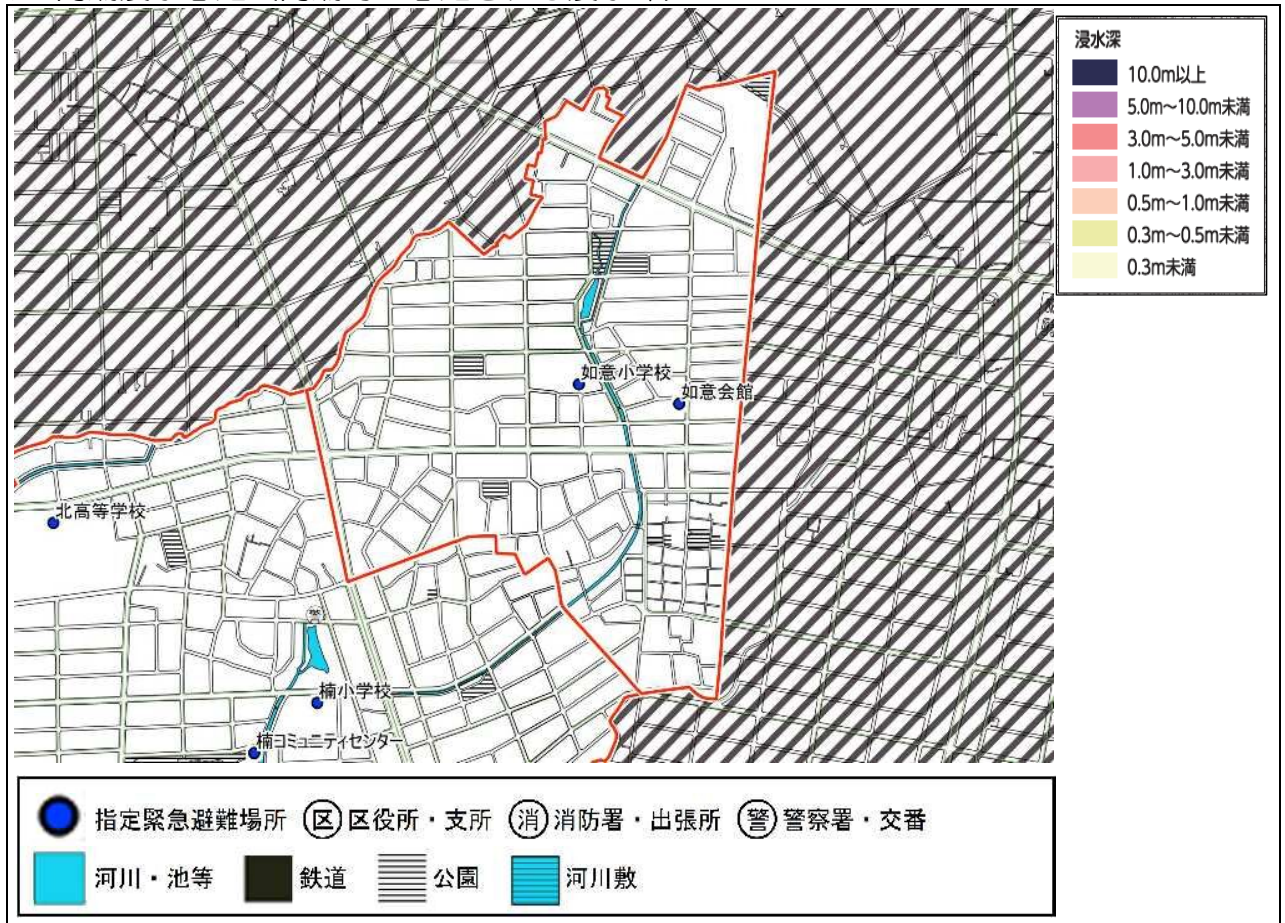 浸水深
10.0m以上
5.0m～10.0m未満
3.0m～5.0m未満
1.0m～3.0m未満
0.5m～1.0m未満
0.3m～0.5m未満
0.3m未満
如意小学校
如意会館
北高等学校
警
楠小学校
楠コミュニティセンター
指定緊急避難場所 区 区役所・支所 消 消防署・出張所 警 警察署・交番
河川・池等 鉄道 公園 河川敷